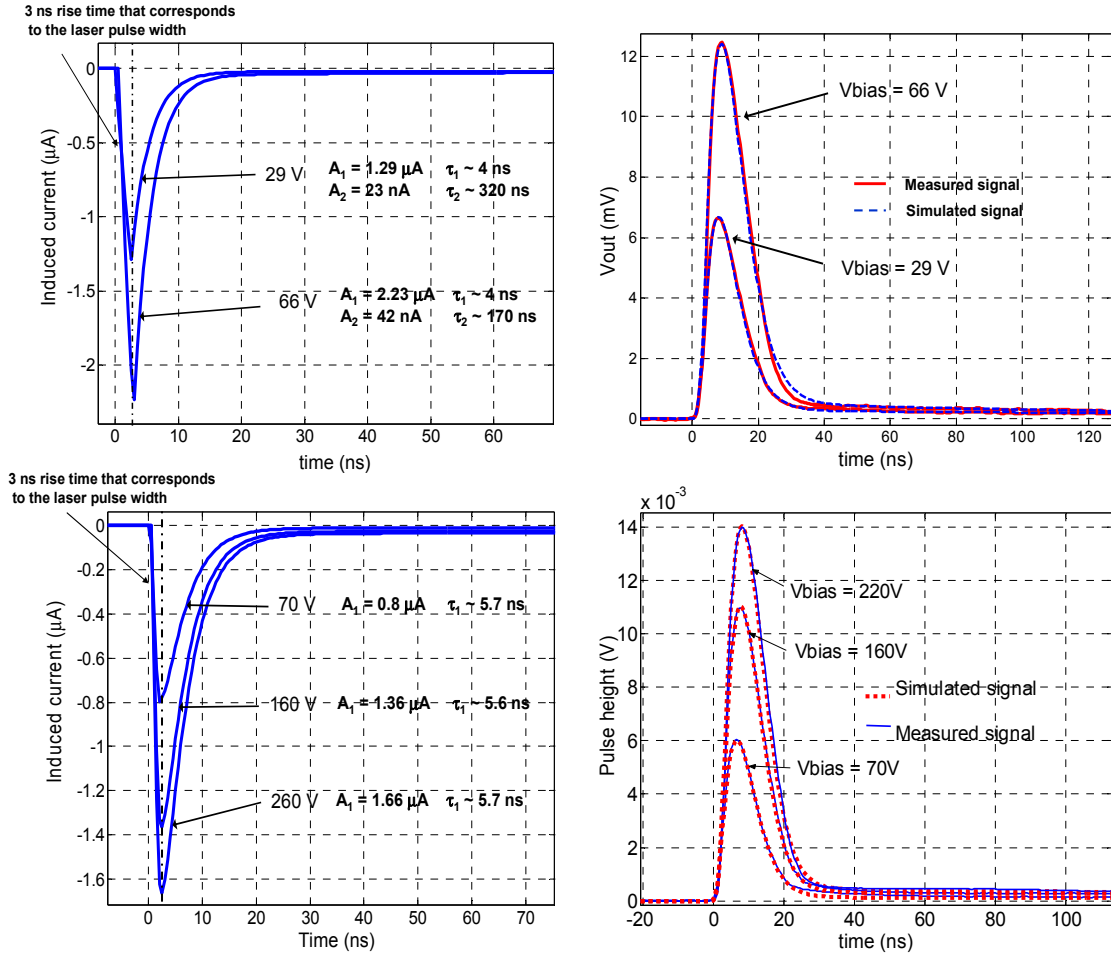 3 ns rise time that corresponds
to the laser pulse width
0
-0.5
-1
-1.5
-2
Induced current (μA)
29 V
A1 = 1.29 μA τ1 ~ 4 ns
A2 = 23 nA τ2 ~ 320 ns
66 V
A1 = 2.23 μA τ1 ~ 4 ns
A2 = 42 nA τ2 ~ 170 ns
0 10 20 30 40 50 60
time (ns)
12
10
8
6
4
2
0
Vout (mV)
Vbias = 66 V
Measured signal
Simulated signal
Vbias = 29 V
0 20 40 60 80 100 120
time (ns)
3 ns rise time that corresponds
to the laser pulse width
0
-0.2
-0.4
-0.6
-0.8
-1
-1.2
-1.4
-1.6
Induced current (μA)
70 V A1 = 0.8 μA τ1 ~ 5.7 ns
160 V A1 = 1.36 μA τ1 ~ 5.6 ns
260 V A1 = 1.66 μA τ1 ~ 5.7 ns
0 10 20 30 40 50 60 70
Time (ns)
x 10-3
14
12
10
8
6
4
2
0
Pulse height (V)
Vbias = 220V
Vbias = 160V
Simulated signal
Measured signal
Vbias = 70V
-20 0 20 40 60 80 100
time (ns)